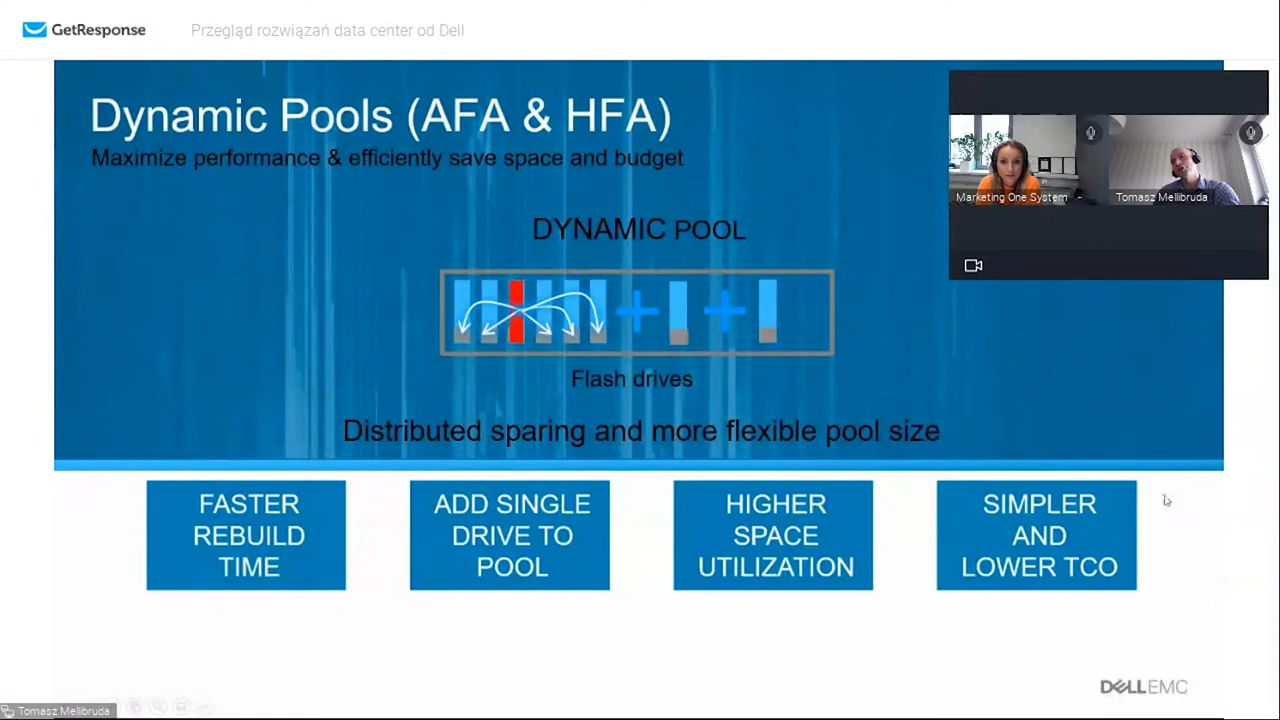 GetResponse
Przegląd rozwiązań data center od Dell
Dynamic Pools (AFA & HFA)
Maximize performance & efficiently save space and budget
Marketing One System
Tomasz Mellibruda
DYNAMIC POOL
Flash drives
Distributed sparing and more flexible pool size
FASTER
REBUILD
TIME
ADD SINGLE
DRIVE TO
POOL
HIGHER
SPACE
UTILIZATION
SIMPLER
AND
LOWER TCO
DELLEMC
Tomasz Mellibruda